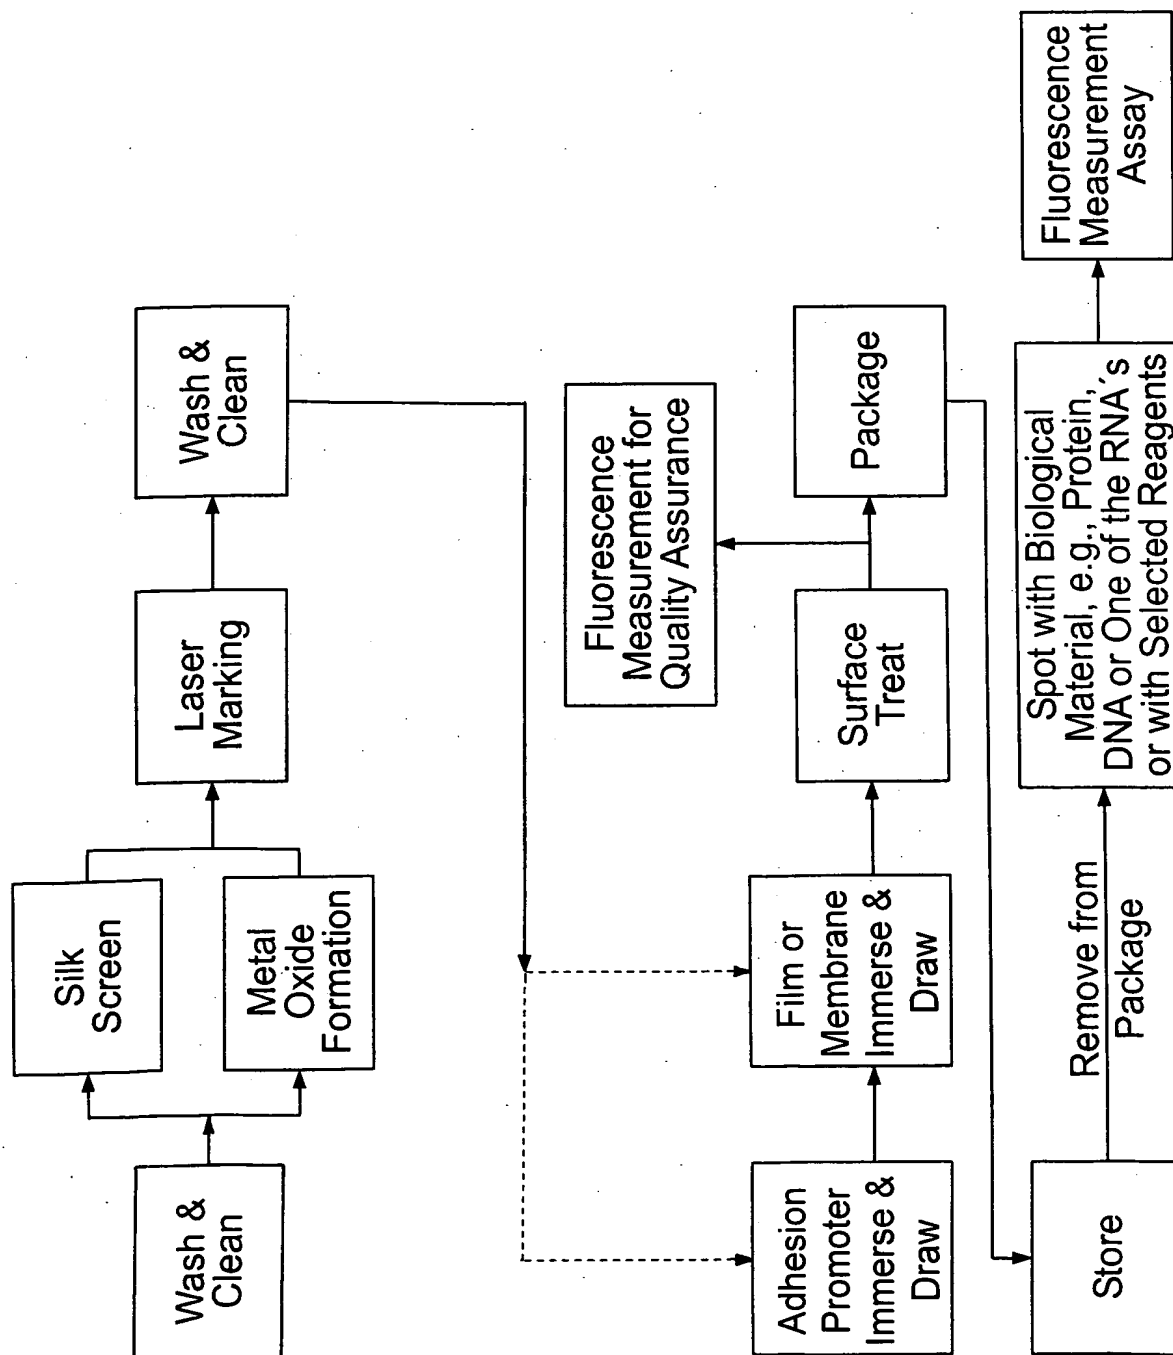 Wash &
Clean
Silk
Screen
Metal
Oxide
Formation
Laser
Marking
Wash &
Clean
Adhesion
Promoter
Immerse &
Draw
Film or
Membrane
Immerse &
Draw
Surface
Treat
Fluorescence
Measurement for
Quality Assurance
Package
Store
Remove from
Package
Spot with Biological
Material, e.g., Protein,
DNA or One of the RNA´s
or with Selected Reagents
Fluorescence
Measurement
Assay